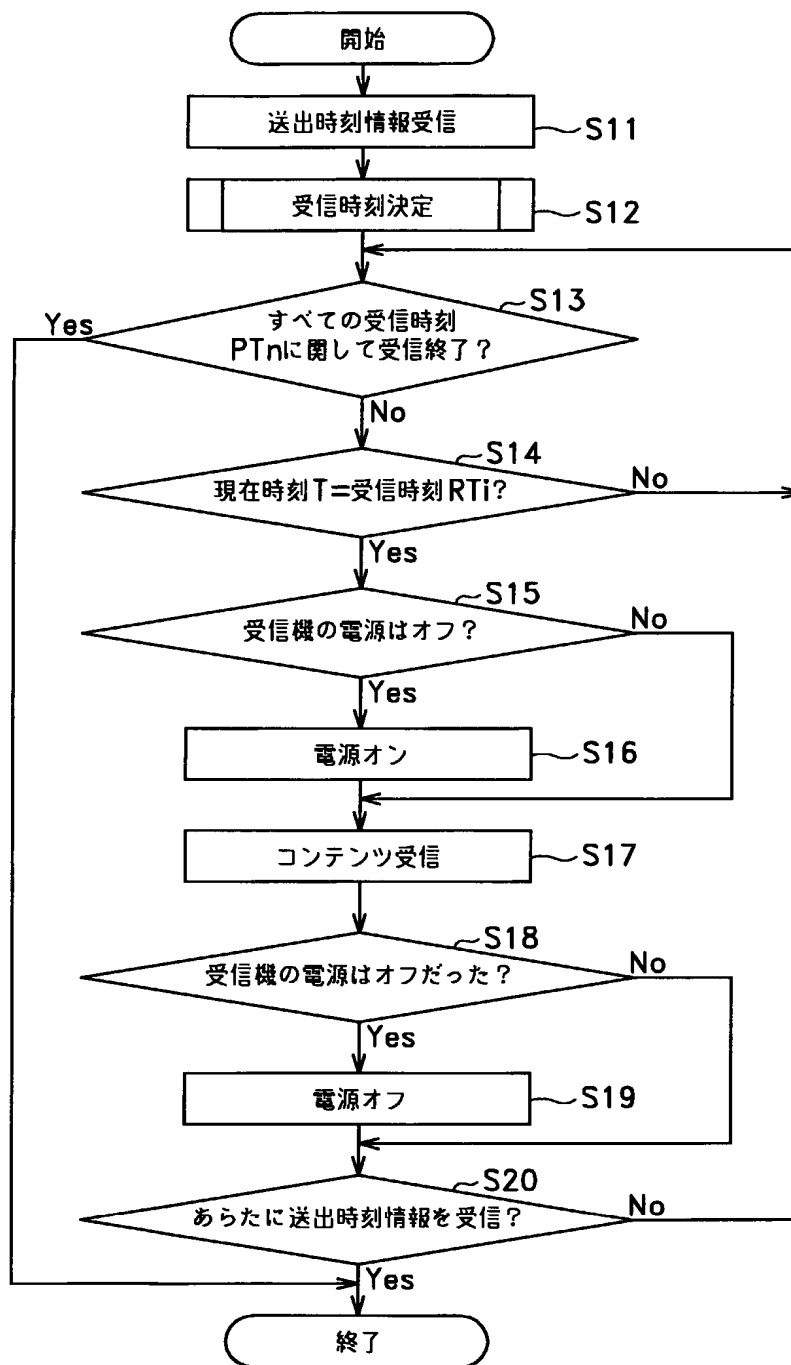 開始
送出時刻情報受信
S11
受信時刻決定
S12
S13
Yes
すべての受信時刻
PTnに関して受信終了？
No
S14
現在時刻T=受信時刻RTi?
No
Yes
S15
受信機の電源はオフ？
No
Yes
電源オン
S16
コンテンツ受信
S17
S18
受信機の電源はオフだった？
No
Yes
電源オフ
S19
S20
あらたに送出時刻情報を受信？
No
Yes
終了